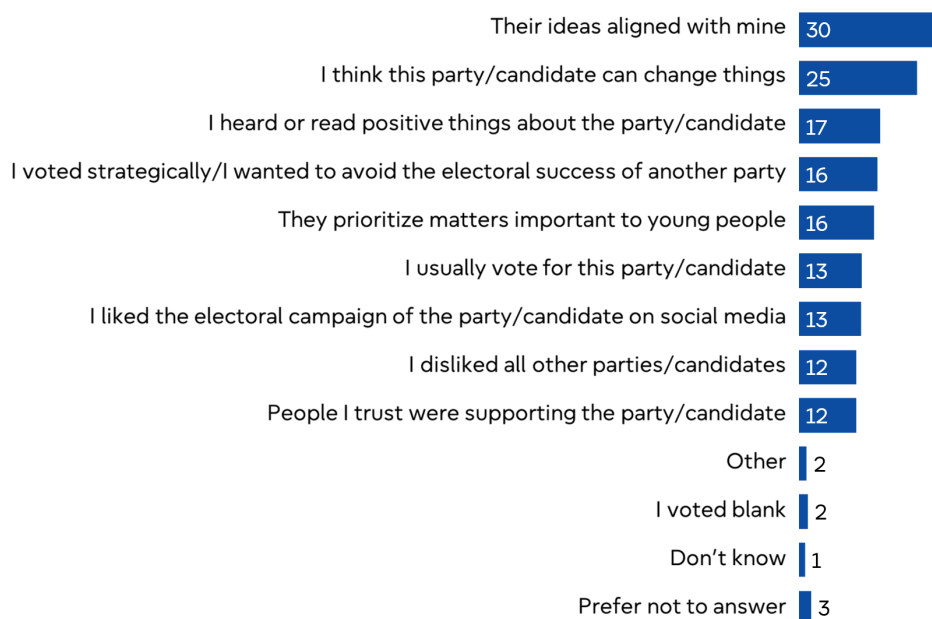 Their ideas aligned with mine 30
I think this party/candidate can change things 25
I heard or read positive things about the party/candidate 17
I voted strategically/I wanted to avoid the electoral success of another party 16
They prioritize matters important to young people 16
I usually vote for this party/candidate 13
I liked the electoral campaign of the party/candidate on social media 13
I disliked all other parties/candidates 12
People I trust were supporting the party/candidate 12
Other 2
I voted blank 2
Don’t know 1
Prefer not to answer 3